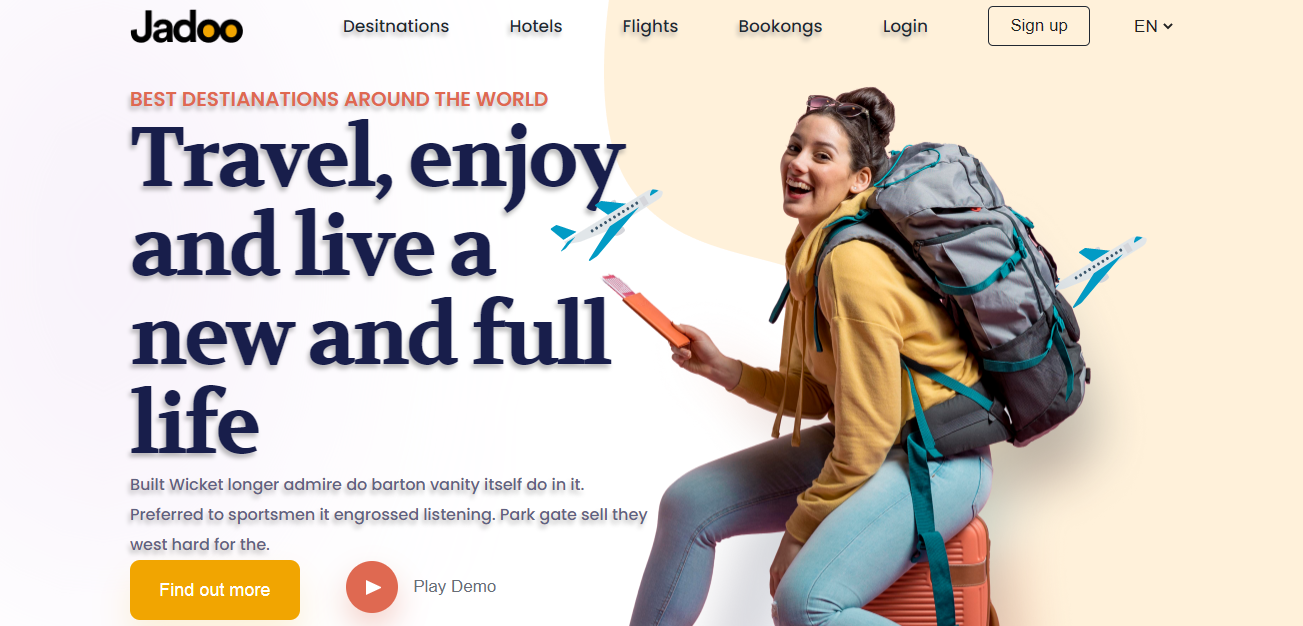 Jadoo
Desitnations
Hotels
Flights
Bookongs
Login
Sign up
EN
BEST DESTIANATIONS AROUND THE WORLD
Travel, enjoy
and live a
new and full
life
Built Wicket longer admire do barton vanity itself do in it.
Preferred to sportsmen it engrossed listening. Park gate sell they
west hard for the.
Find out more
Play Demo